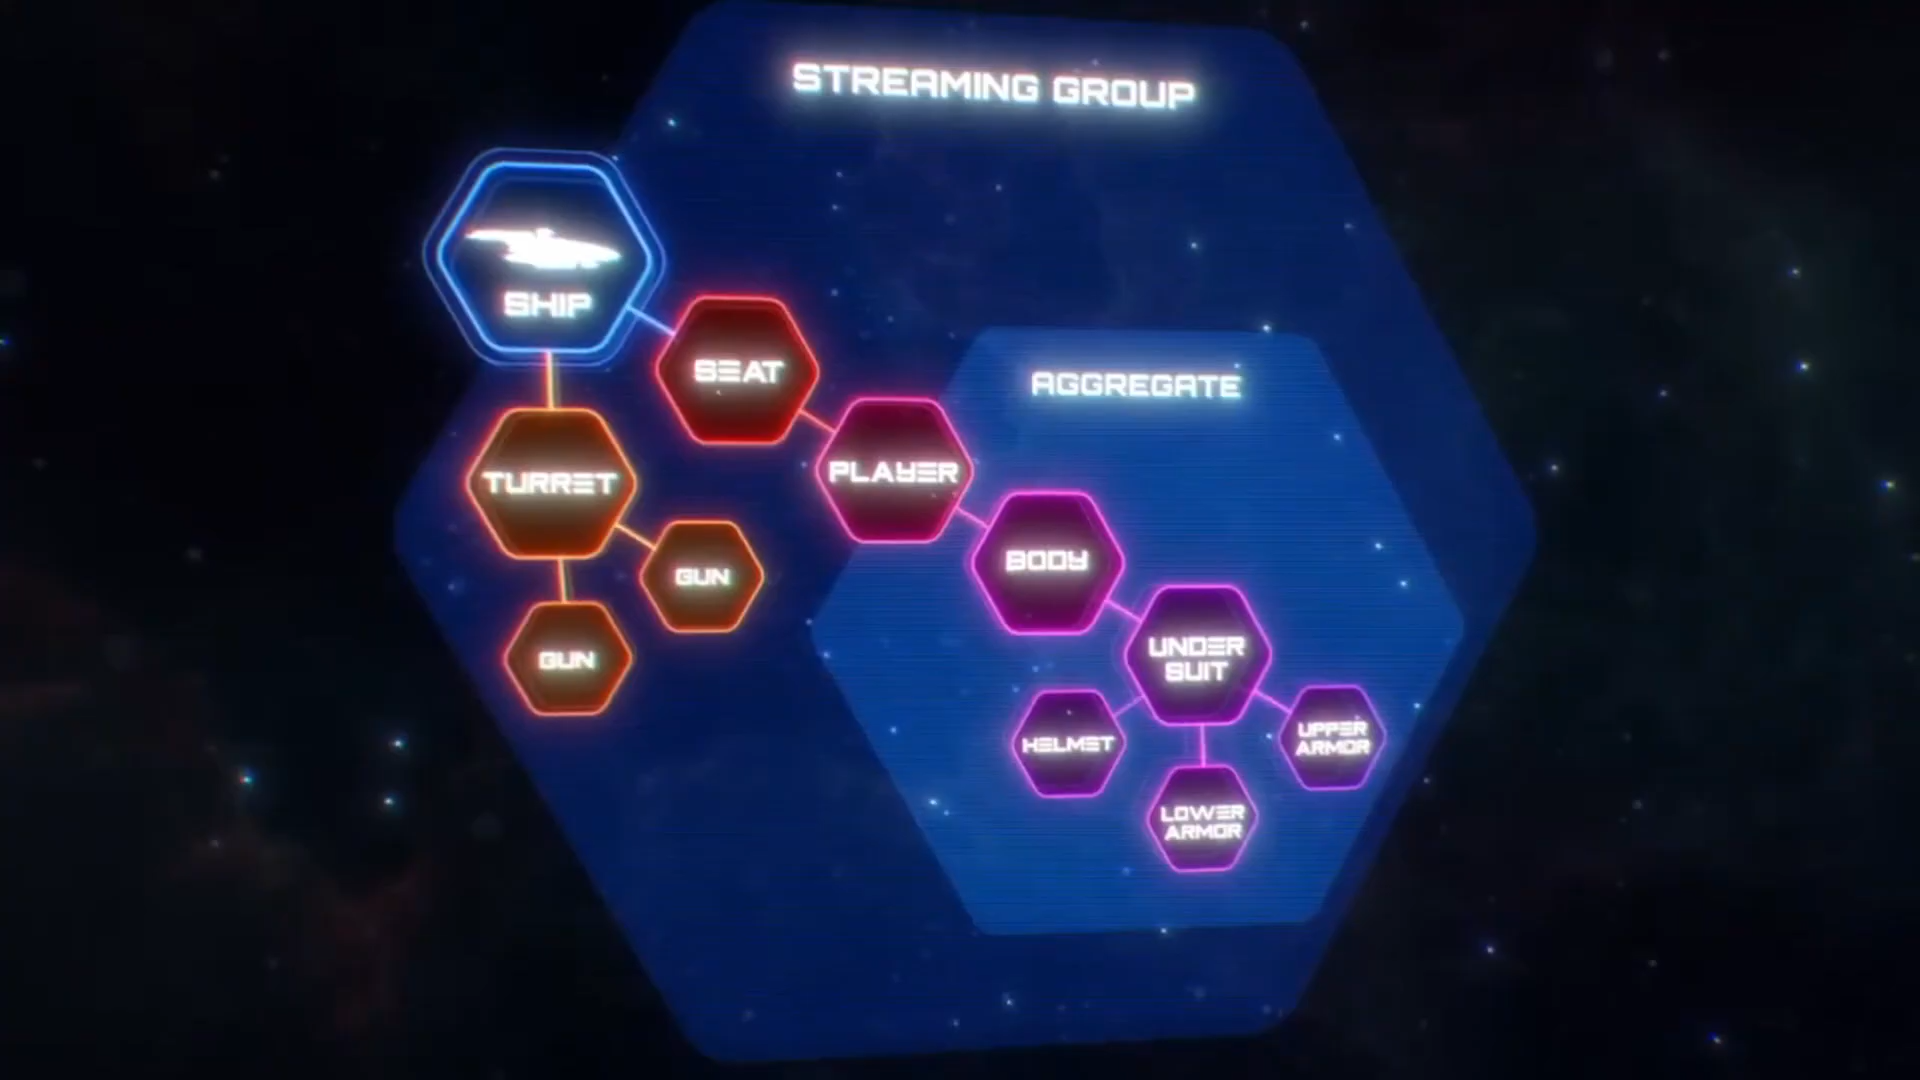 STREAMING GROUP
SHIP
SEAT
AGGREGATE
TURRET
PLAYER
GUN
BODY
GUN
UNDER
SUIT
HELMET
UPPER
ARMOR
LOWER
ARMOR